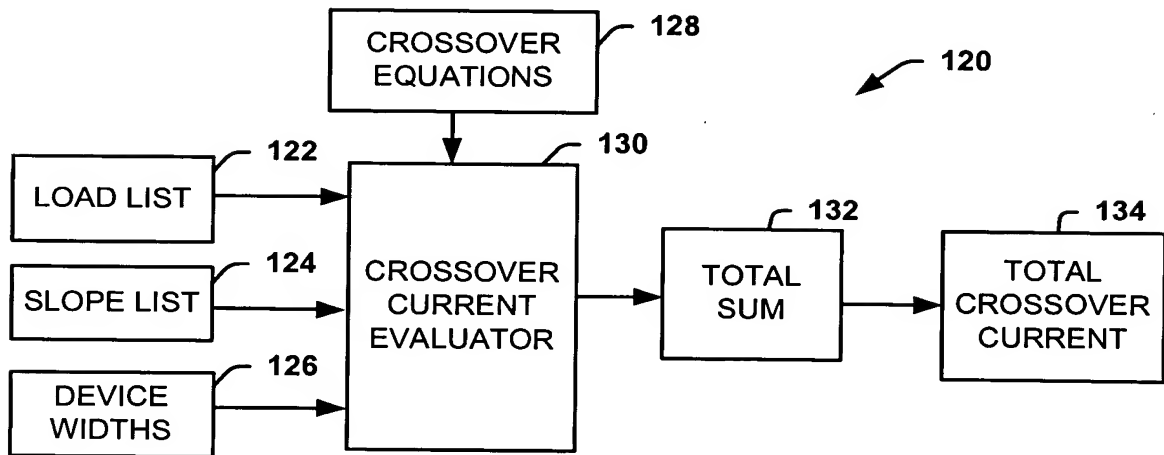 CROSSOVER
EQUATIONS
128
120
122
LOAD LIST
130
124
SLOPE LIST
CROSSOVER
CURRENT
EVALUATOR
132
TOTAL
SUM
134
TOTAL
CROSSOVER
CURRENT
126
DEVICE
WIDTHS